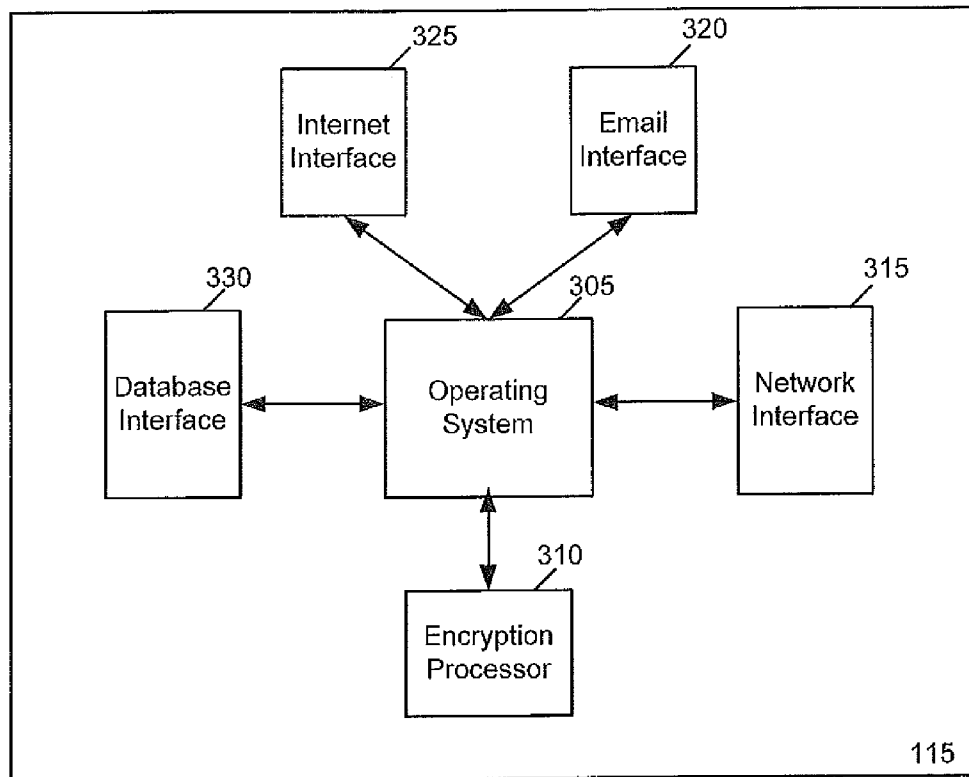 325
320
Internet
Interface
Email
Interface
330
305
315
Database
Interface
Operating
System
Network
Interface
310
Encryption
Processor
115